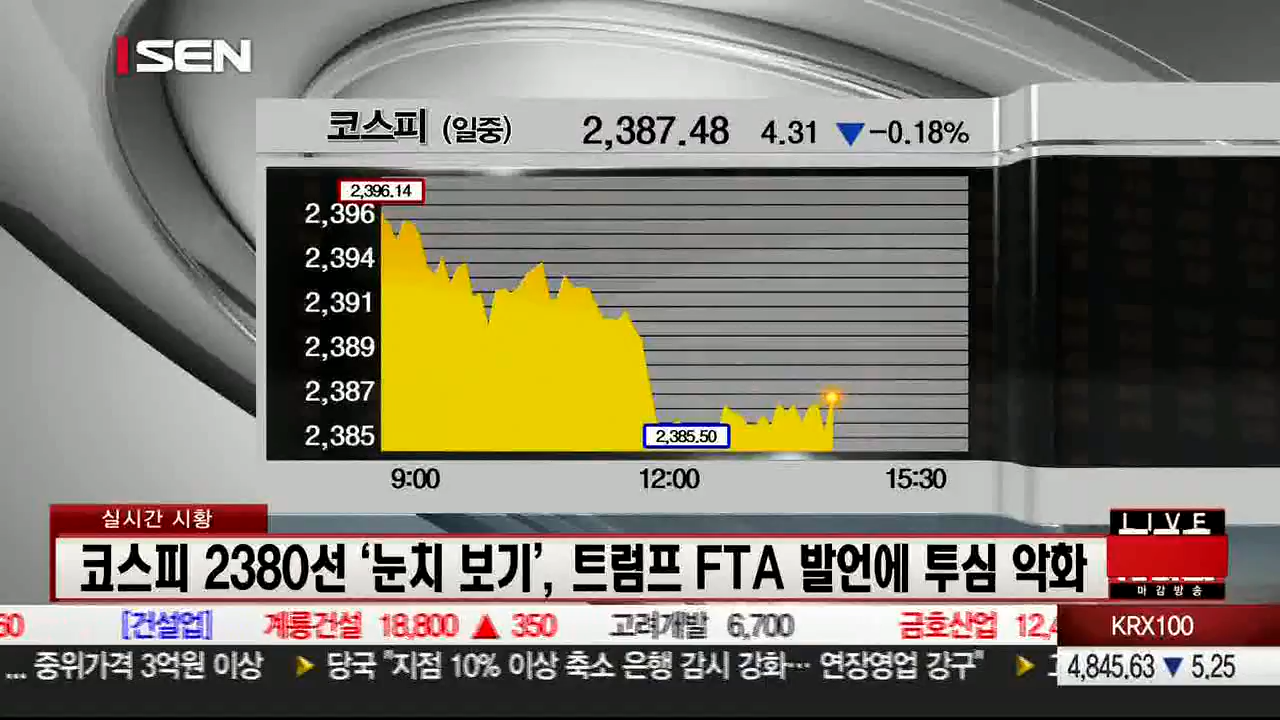 SEN
코스피 (일중) 2,387.48 4.31 ▼-0.18%
2,396.14
2,396
2,394
2,391
2,389
2,387
2,385
2,385.50
9:00 12:00 15:30
실시간 시황
LIVE
코스피 2380선 ‘눈치 보기’, 트럼프 FTA 발언에 투심 악화
마감방송
[건설업] 계룡건설 18,800 ▲ 350 고려개발 6,700 금호산업
KRX100
... 중위가격 3억원 이상 ▶ 당국 "지점 10% 이상 축소 은행 감시 강화… 연장영업 강구" ▶
4,845.63 ▼ 5.25